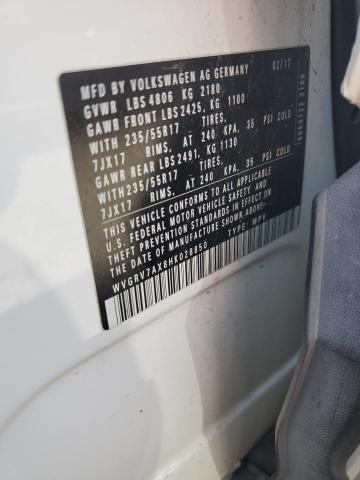 MFD BY VOLKSWAGEN AG GERMANY 02/17
GVWR LBS 4806 KG 2180
GAWR FRONT LBS 2425, KG 1100
WITH 235/55R17 TIRES,
7JX17 RIMS, AT 240 KPA, 35 PSI COLD
GAWR REAR LBS 2491, KG 1130
WITH 235/55R17 TIRES,
7JX17 RIMS, AT 240 KPA, 35 PSI COLD
THIS VEHICLE CONFORMS TO ALL APPLICABLE
U.S. FEDERAL MOTOR VEHICLE SAFETY AND
THEFT PREVENTION STANDARDS IN EFFECT ON
THE DATE OF MANUFACTURE SHOWN ABOVE.
WVGRV7AX6HK028850 TYPE: MPV